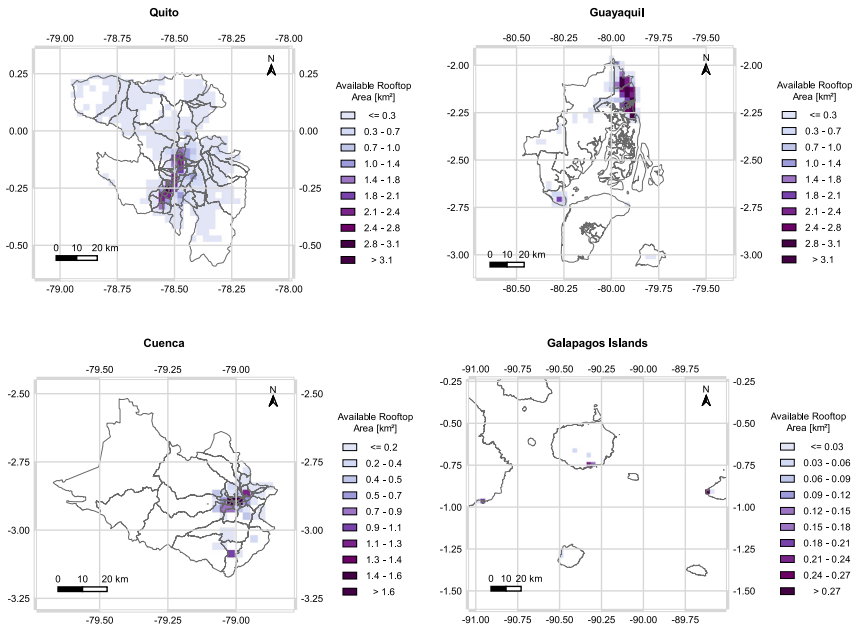 Quito
-79.00 -78.75 -78.50 -78.25 -78.00
N
0.25 0.25
0.00 0.00
-0.25 -0.25
-0.50 -0.50
0 10 20 km
-79.00 -78.75 -78.50 -78.25 -78.00
Available Rooftop
Area [km²]
<= 0.3
0.3 - 0.7
0.7 - 1.0
1.0 - 1.4
1.4 - 1.8
1.8 - 2.1
2.1 - 2.4
2.4 - 2.8
2.8 - 3.1
> 3.1
Guayaquil
-80.50 -80.25 -80.00 -79.75 -79.50
N
-2.00 -2.00
-2.25 -2.25
-2.50 -2.50
-2.75 -2.75
-3.00 -3.00
0 10 20 km
-80.50 -80.25 -80.00 -79.75 -79.50
Available Rooftop
Area [km²]
<= 0.3
0.3 - 0.7
0.7 - 1.0
1.0 - 1.4
1.4 - 1.8
1.8 - 2.1
2.1 - 2.4
2.4 - 2.8
2.8 - 3.1
> 3.1
Cuenca
-79.50 -79.25 -79.00
N
-2.50 -2.50
-2.75 -2.75
-3.00 -3.00
-3.25 -3.25
0 10 20 km
-79.50 -79.25 -79.00
Available Rooftop
Area [km²]
<= 0.2
0.2 - 0.4
0.4 - 0.5
0.5 - 0.7
0.7 - 0.9
0.9 - 1.1
1.1 - 1.3
1.3 - 1.4
1.4 - 1.6
> 1.6
Galapagos Islands
-91.00 -90.75 -90.50 -90.25 -90.00 -89.75
N
-0.25 -0.25
-0.50 -0.50
-0.75 -0.75
-1.00 -1.00
-1.25 -1.25
-1.50 -1.50
0 10 20 km
-91.00 -90.75 -90.50 -90.25 -90.00 -89.75
Available Rooftop
Area [km²]
<= 0.03
0.03 - 0.06
0.06 - 0.09
0.09 - 0.12
0.12 - 0.15
0.15 - 0.18
0.18 - 0.21
0.21 - 0.24
0.24 - 0.27
> 0.27